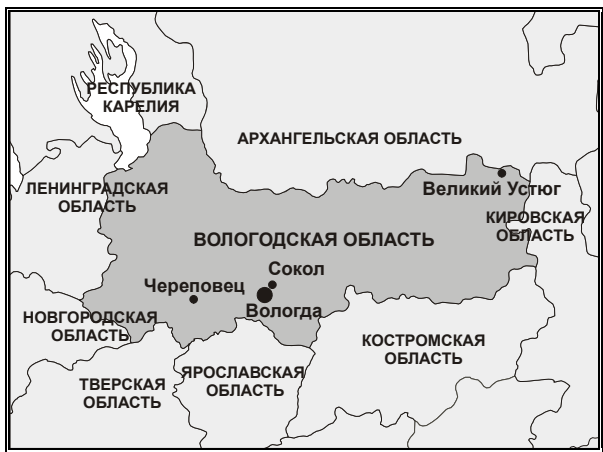 РЕСПУБЛИКА
КАРЕЛИЯ
АРХАНГЕЛЬСКАЯ ОБЛАСТЬ
ЛЕНИНГРАДСКАЯ
ОБЛАСТЬ
Великий Устюг
КИРОВСКАЯ
ОБЛАСТЬ
ВОЛОГОДСКАЯ ОБЛАСТЬ
Сокол
Череповец
Вологда
НОВГОРОДСКАЯ
ОБЛАСТЬ
КОСТРОМСКАЯ
ОБЛАСТЬ
ЯРОСЛАВСКАЯ
ОБЛАСТЬ
ТВЕРСКАЯ
ОБЛАСТЬ